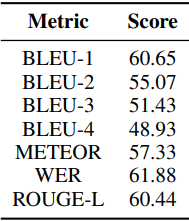 Metric Score
BLEU-1 60.65
BLEU-2 55.07
BLEU-3 51.43
BLEU-4 48.93
METEOR 57.33
WER 61.88
ROUGE-L 60.44